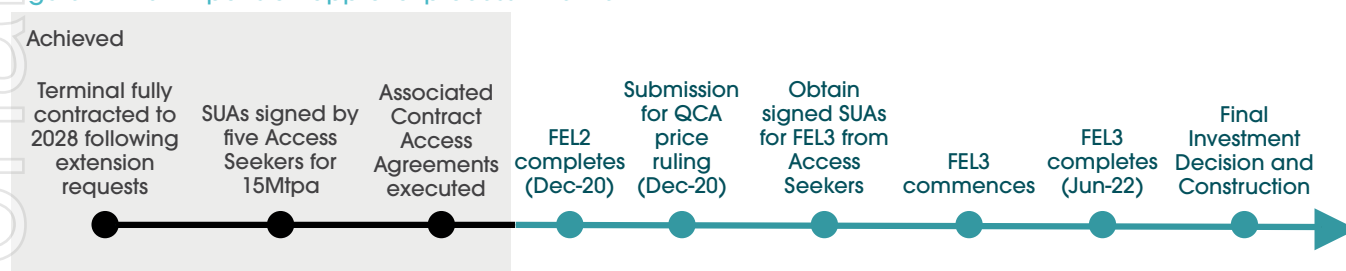 Achieved
Terminal fully
contracted to
2028 following
extension
requests
SUAs signed by
five Access
Seekers for
15Mtpa
Associated
Contract
Access
Agreements
executed
FEL2
completes
(Dec-20)
Submission
for QCA
price
ruling
(Dec-20)
Obtain
signed SUAs
for FEL3 from
Access
Seekers
FEL3
commences
FEL3
completes
(Jun-22)
Final
Investment
Decision and
Construction